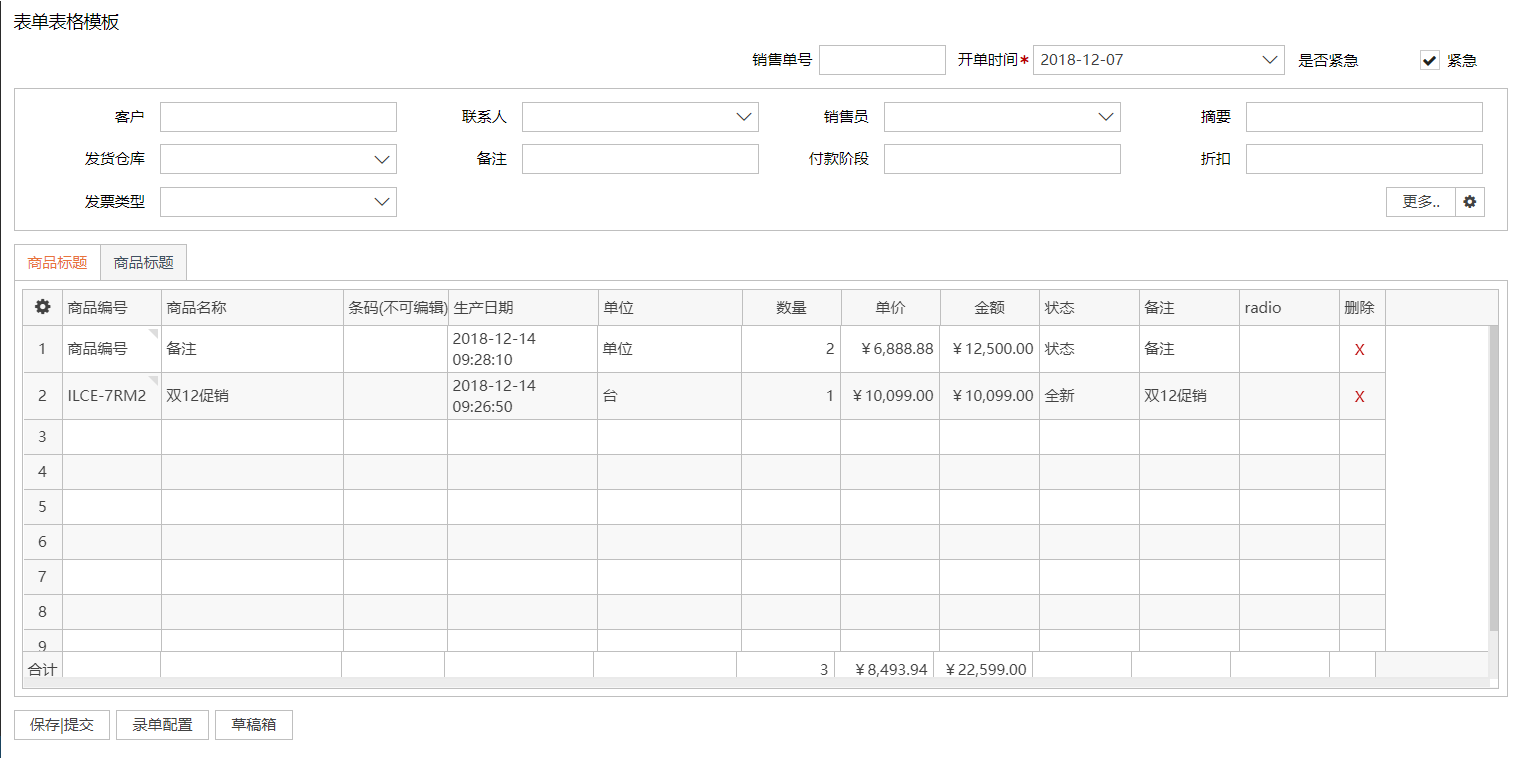 表单表格模板
销售单号 开单时间* 2018-12-07 是否紧急 紧急
客户 联系人 销售员 摘要
发货仓库 备注 付款阶段 折扣
发票类型 更多..
商品标题 商品标题
商品编号 商品名称 条码(不可编辑) 生产日期 单位 数量 单价 金额 状态 备注 radio 删除
1 商品编号 备注 2018-12-14 09:28:10 单位 2 ¥6,888.88 ¥12,500.00 状态 备注 X
2 ILCE-7RM2 双12促销 2018-12-14 09:26:50 台 1 ¥10,099.00 ¥10,099.00 全新 双12促销 X
3
4
5
6
7
8
9
合计 3 ¥8,493.94 ¥22,599.00
保存|提交 录单配置 草稿箱